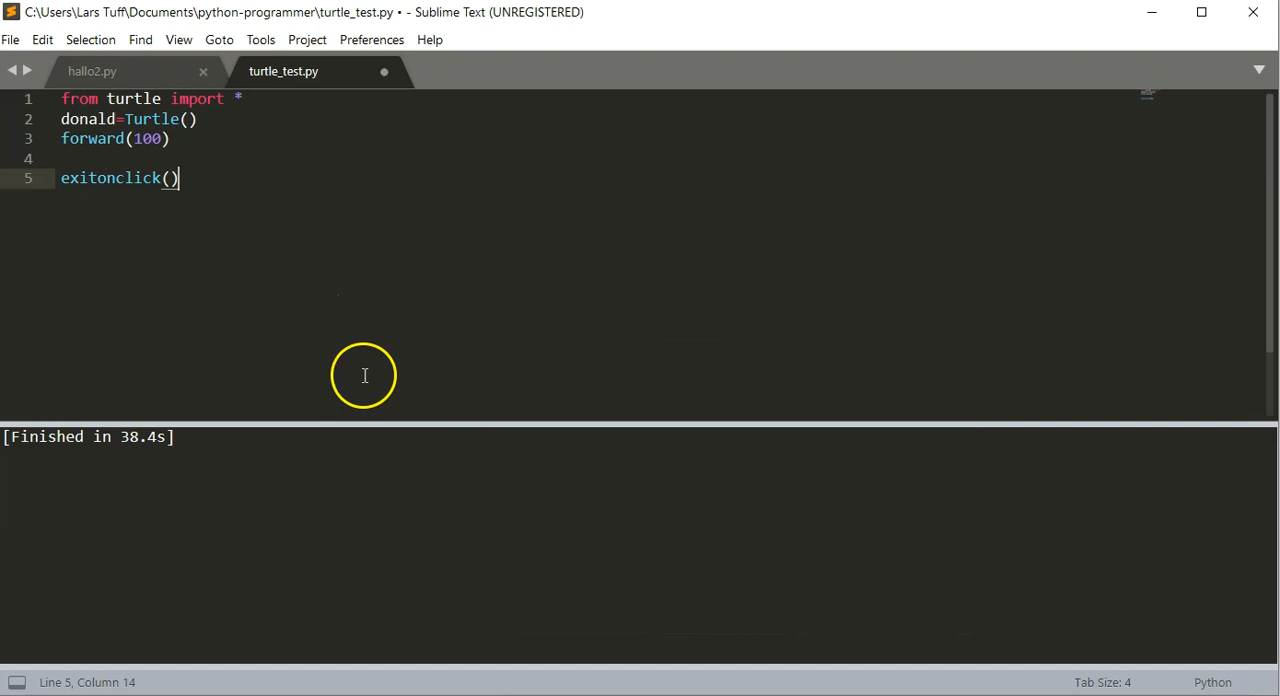 C:\Users\Lars Tuff\Documents\python-programmer\turtle_test.py • - Sublime Text (UNREGISTERED)
File Edit Selection Find View Goto Tools Project Preferences Help
hallo2.py turtle_test.py
1 from turtle import *
2 donald=Turtle()
3 forward(100)
4
5 exitonclick()
[Finished in 38.4s]
Line 5, Column 14 Tab Size: 4 Python